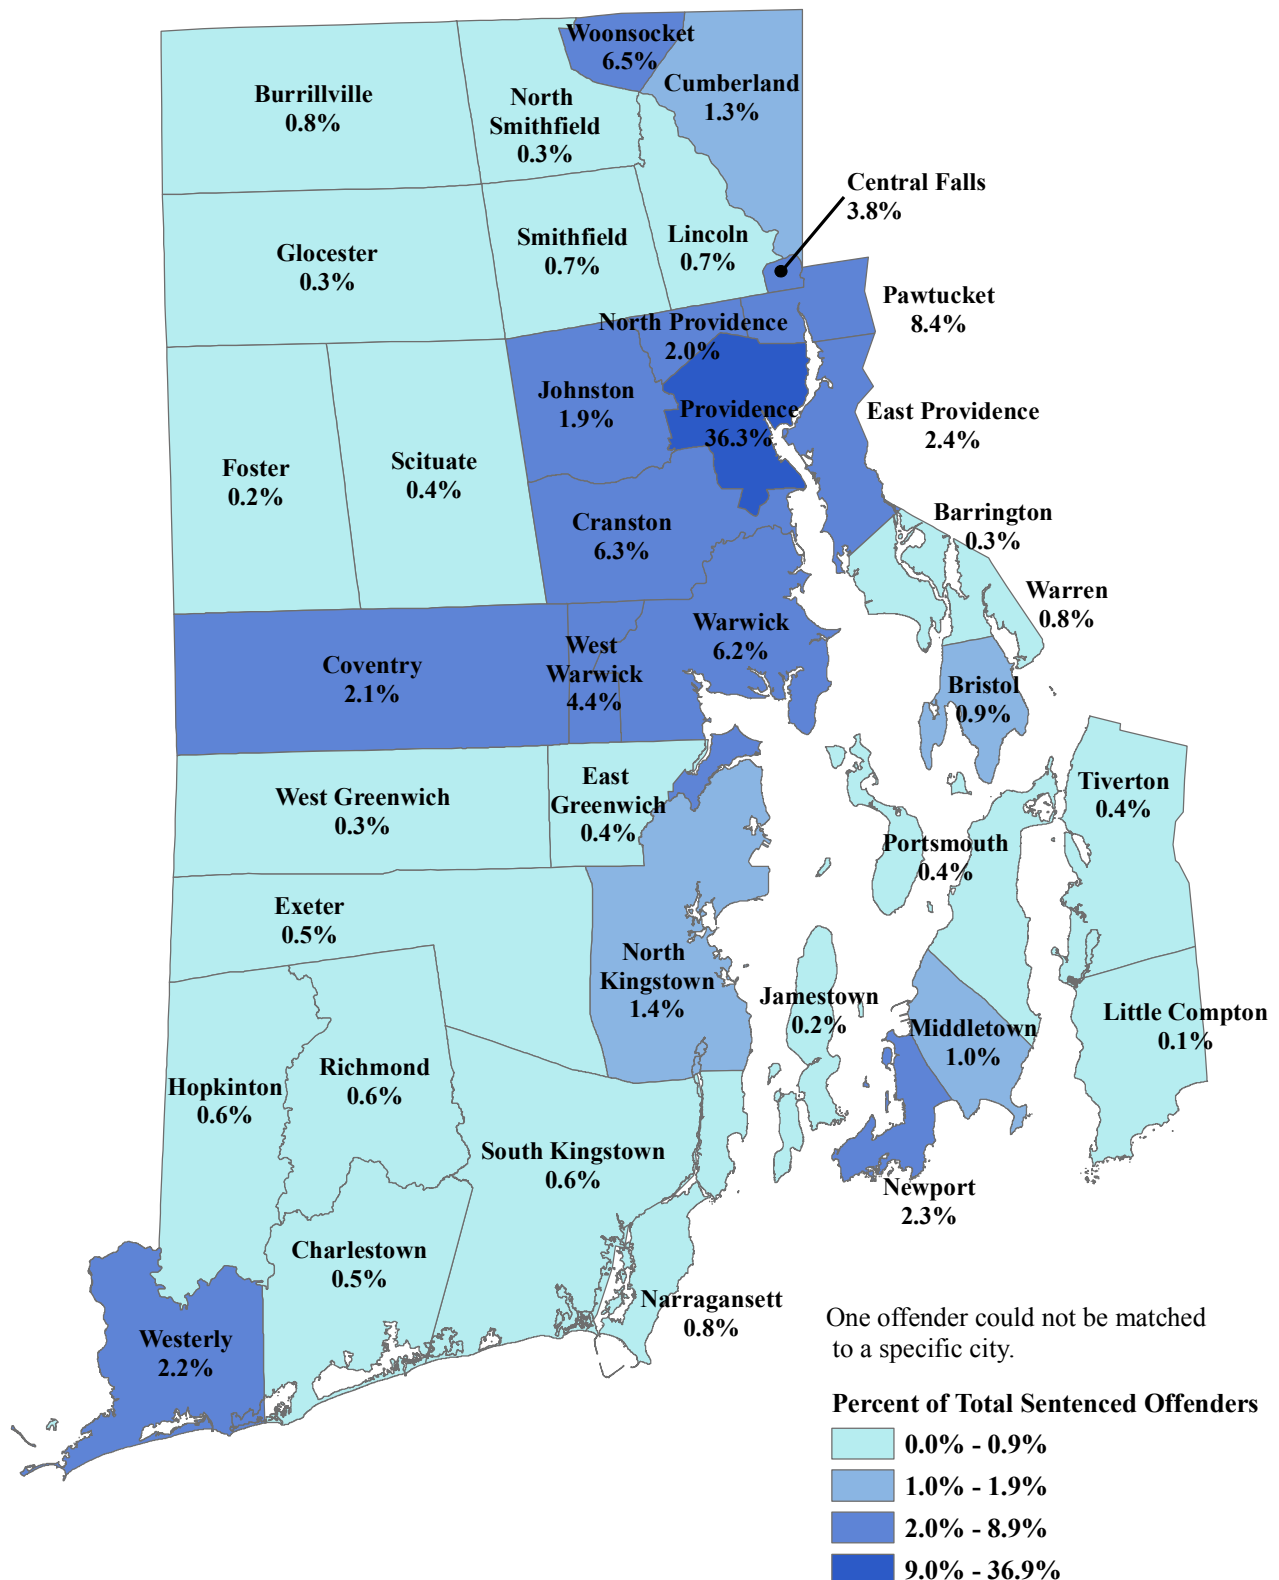 Woonsocket
6.5%
Burrillville
0.8%
North
Smithfield
0.3%
Cumberland
1.3%
Central Falls
3.8%
Glocester
0.3%
Smithfield
0.7%
Lincoln
0.7%
Pawtucket
8.4%
North Providence
2.0%
Johnston
1.9%
Providence
36.3%
East Providence
2.4%
Foster
0.2%
Scituate
0.4%
Cranston
6.3%
Barrington
0.3%
Warren
0.8%
Coventry
2.1%
West
Warwick
4.4%
Warwick
6.2%
Bristol
0.9%
West Greenwich
0.3%
East
Greenwich
0.4%
Tiverton
0.4%
Portsmouth
0.4%
Exeter
0.5%
North
Kingstown
1.4%
Jamestown
0.2%
Middletown
1.0%
Little Compton
0.1%
Hopkinton
0.6%
Richmond
0.6%
South Kingstown
0.6%
Newport
2.3%
Charlestown
0.5%
Narragansett
0.8%
Westerly
2.2%
One offender could not be matched
to a specific city.
Percent of Total Sentenced Offenders
0.0% - 0.9%
1.0% - 1.9%
2.0% - 8.9%
9.0% - 36.9%